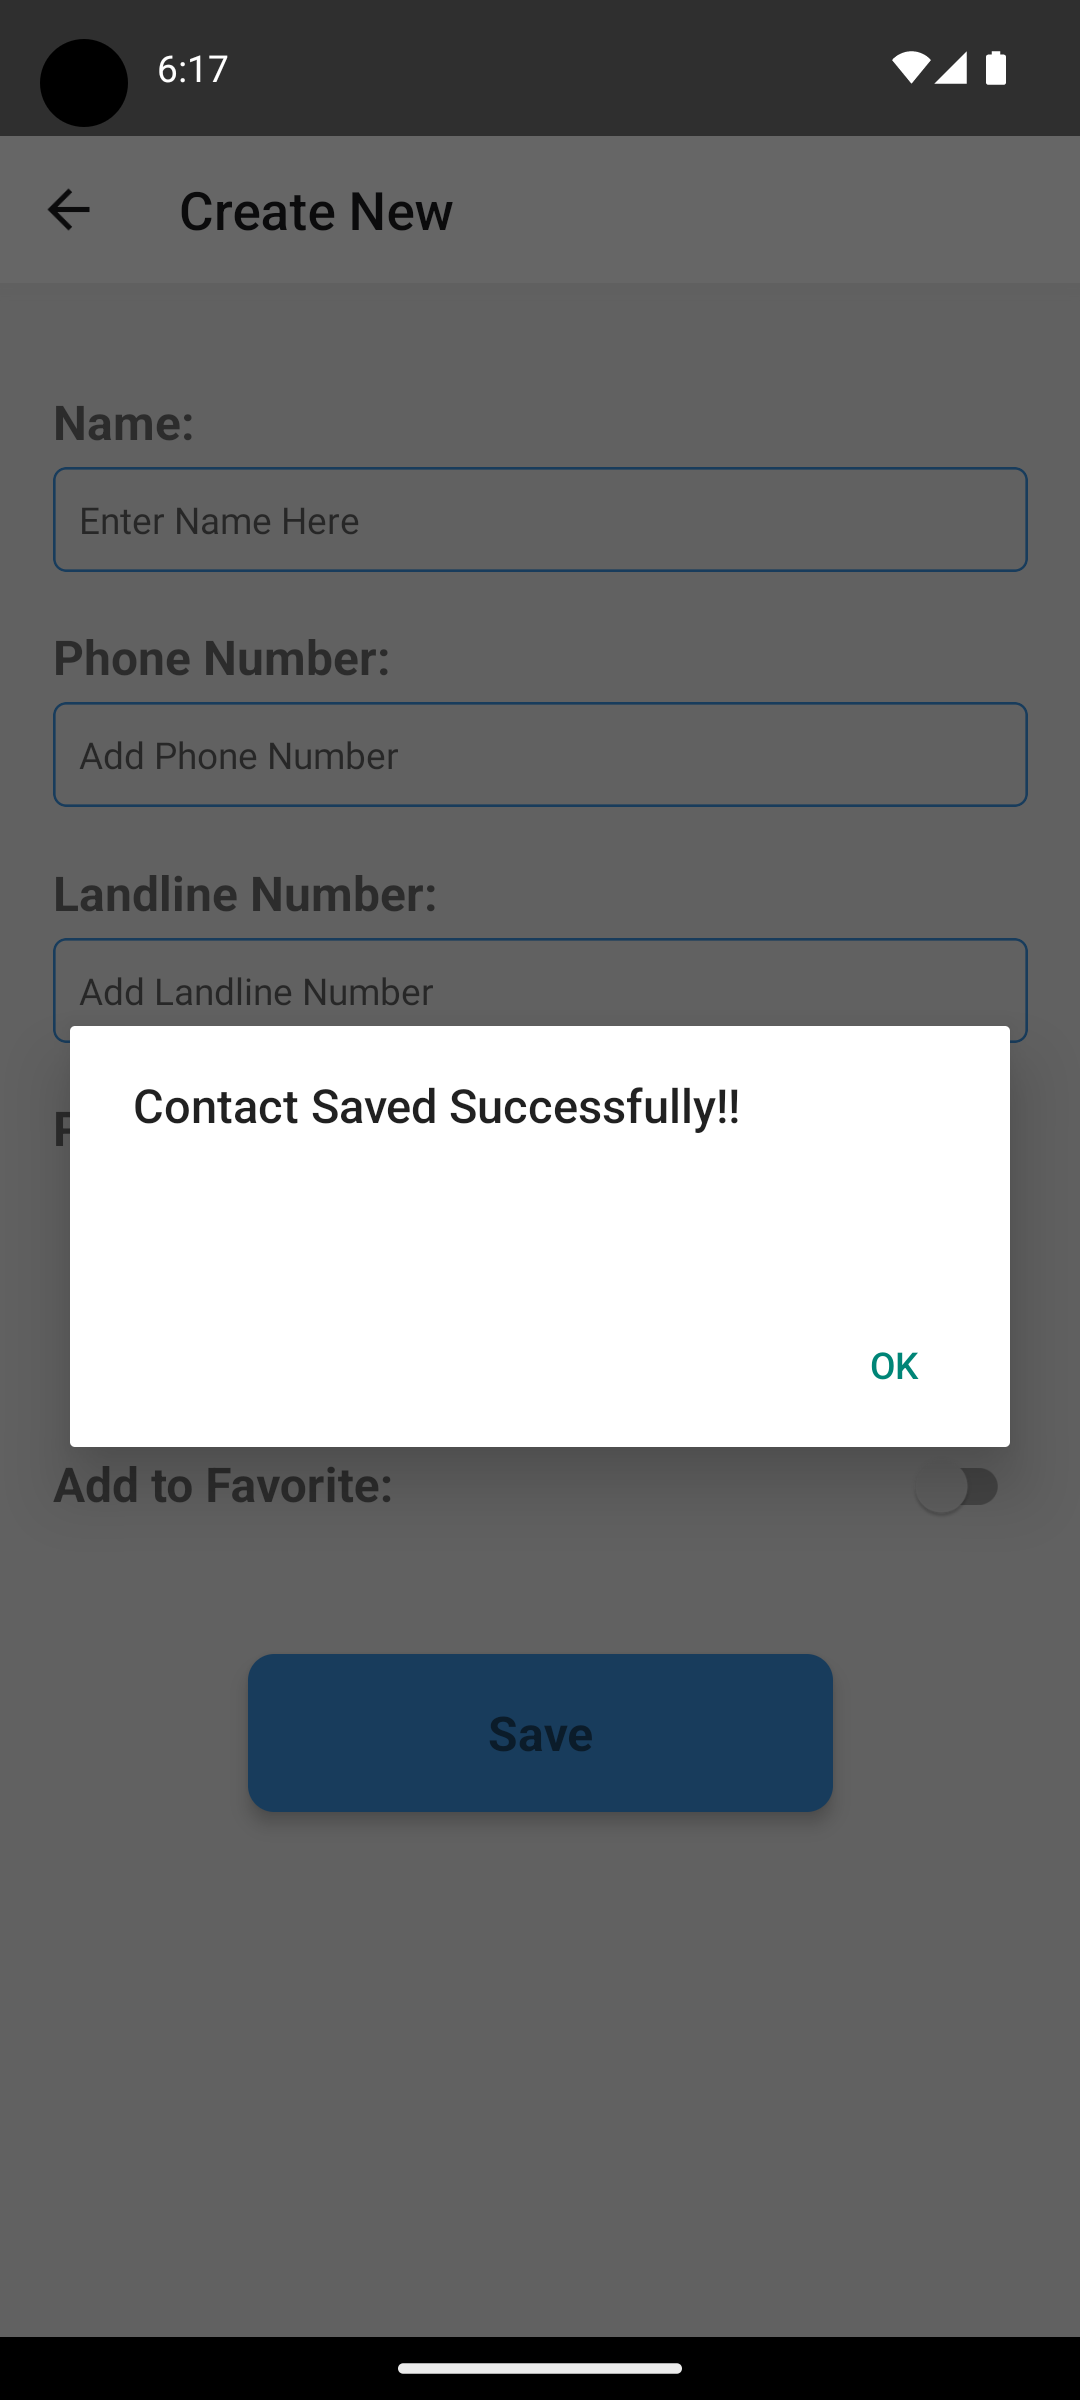 6:17
Create New
Name:
Enter Name Here
Phone Number:
Add Phone Number
Landline Number:
Add Landline Number
Contact Saved Successfully!!
OK
Add to Favorite:
Save